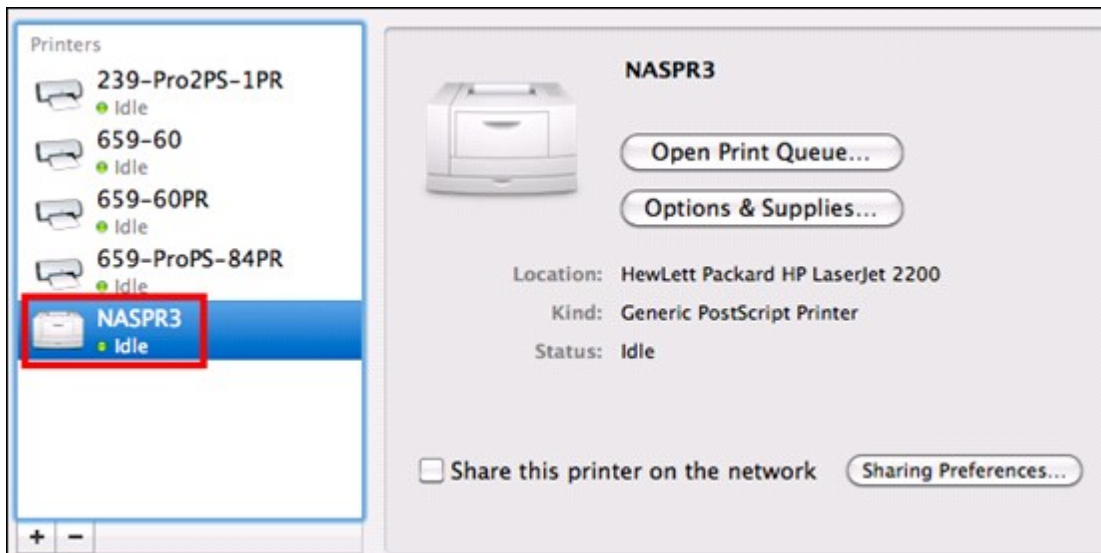 Printers
239-Pro2PS-1PR
Idle
659-60
Idle
659-60PR
Idle
659-ProPS-84PR
Idle
NASPR3
Idle
+ −
NASPR3
Open Print Queue...
Options & Supplies...
Location: HewLett Packard HP LaserJet 2200
Kind: Generic PostScript Printer
Status: Idle
Share this printer on the network
Sharing Preferences...